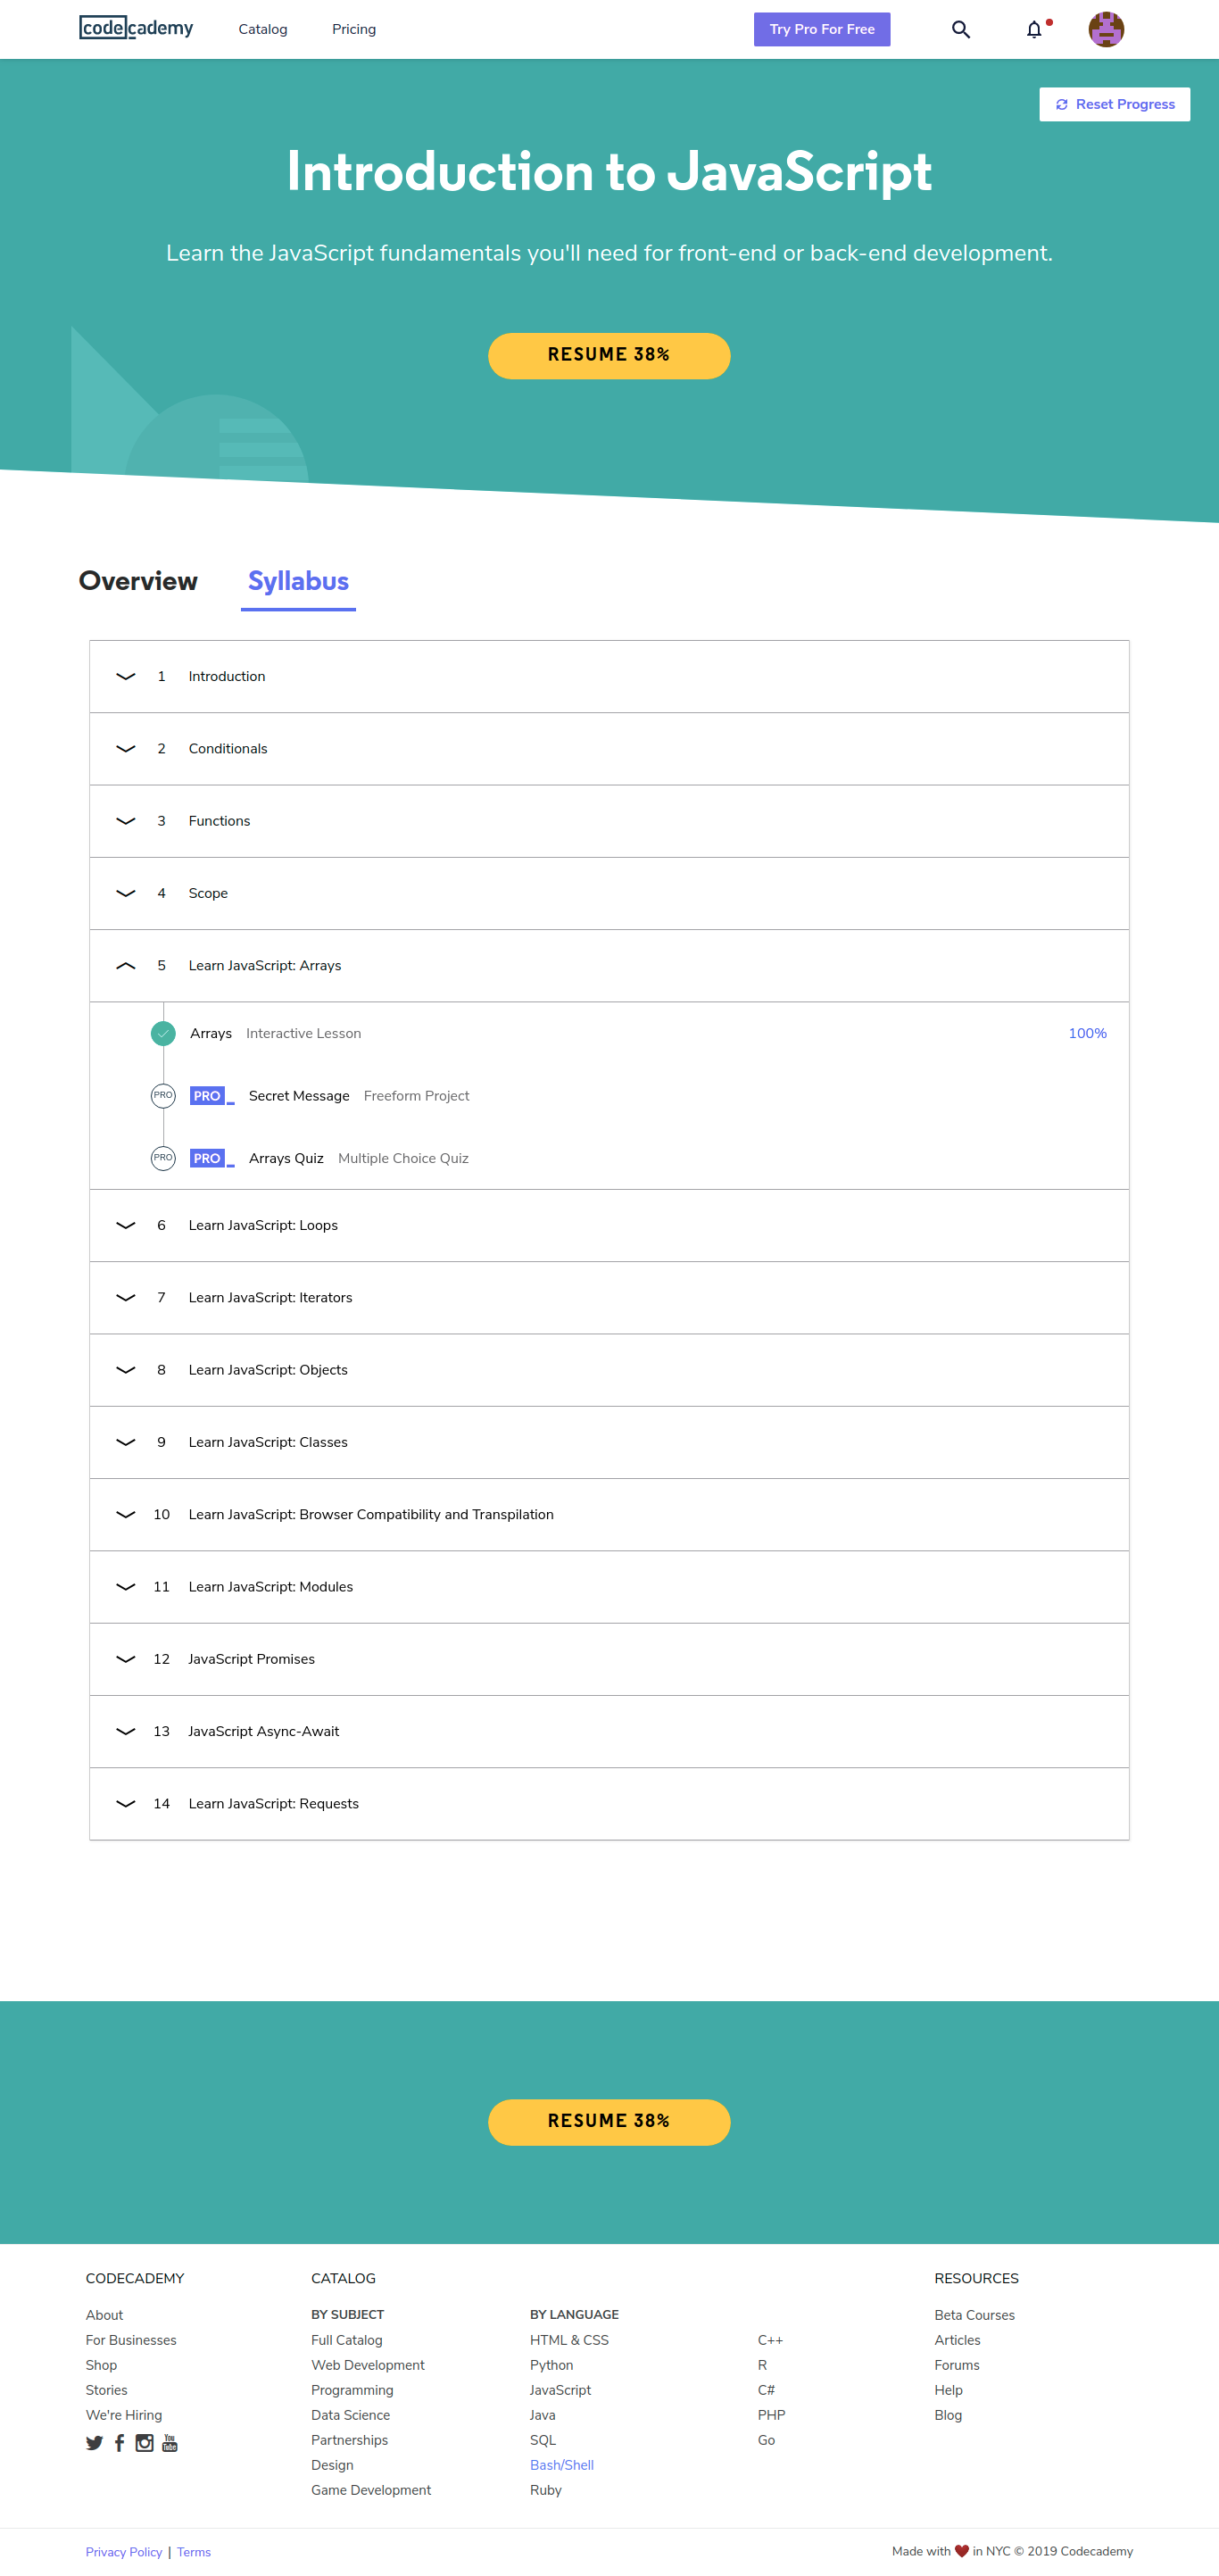 codecademy Catalog Pricing Try Pro For Free
Reset Progress
Introduction to JavaScript
Learn the JavaScript fundamentals you'll need for front-end or back-end development.
RESUME 38%
Overview Syllabus
1 Introduction
2 Conditionals
3 Functions
4 Scope
5 Learn JavaScript: Arrays
Arrays Interactive Lesson 100%
PRO PRO_ Secret Message Freeform Project
PRO PRO_ Arrays Quiz Multiple Choice Quiz
6 Learn JavaScript: Loops
7 Learn JavaScript: Iterators
8 Learn JavaScript: Objects
9 Learn JavaScript: Classes
10 Learn JavaScript: Browser Compatibility and Transpilation
11 Learn JavaScript: Modules
12 JavaScript Promises
13 JavaScript Async-Await
14 Learn JavaScript: Requests
RESUME 38%
CODECADEMY
About
For Businesses
Shop
Stories
We're Hiring
You Tube
CATALOG
BY SUBJECT
Full Catalog
Web Development
Programming
Data Science
Partnerships
Design
Game Development
BY LANGUAGE
HTML & CSS
Python
JavaScript
Java
SQL
Bash/Shell
Ruby
C++
R
C#
PHP
Go
RESOURCES
Beta Courses
Articles
Forums
Help
Blog
Privacy Policy | Terms
Made with ❤️ in NYC © 2019 Codecademy